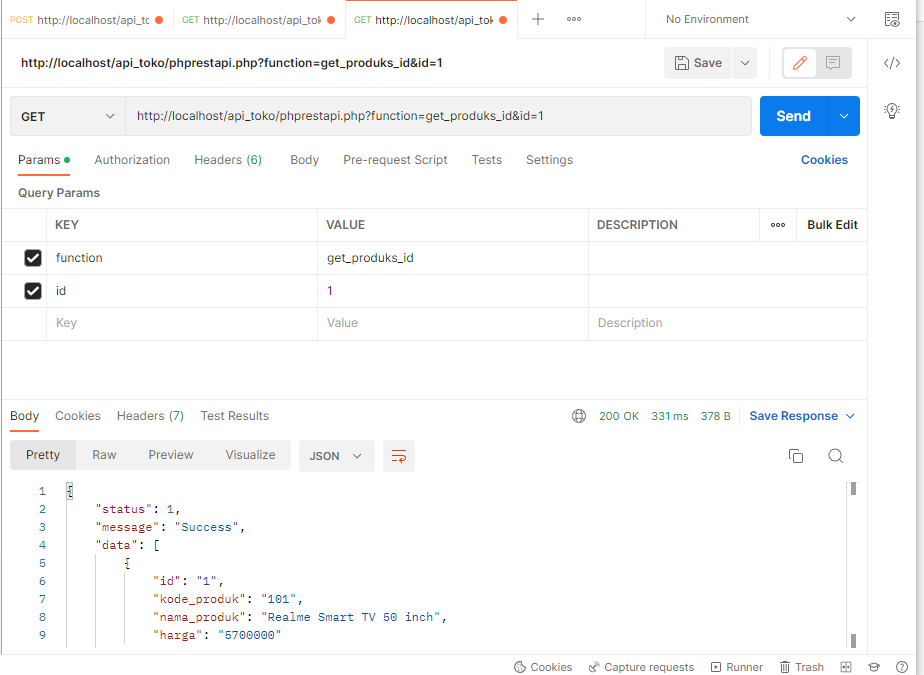 POST http://localhost/api_tc GET http://localhost/api_tok GET http://localhost/api_tok No Environment
http://localhost/api_toko/phprestapi.php?function=get_produks_id&id=1 Save
GET http://localhost/api_toko/phprestapi.php?function=get_produks_id&id=1 Send
Params Authorization Headers (6) Body Pre-request Script Tests Settings Cookies
Query Params
KEY VALUE DESCRIPTION Bulk Edit
function get_produks_id
id 1
Key Value Description
Body Cookies Headers (7) Test Results 200 OK 331 ms 378 B Save Response
Pretty Raw Preview Visualize JSON
1 {
2 "status": 1,
3 "message": "Success",
4 "data": [
5 {
6 "id": "1",
7 "kode_produk": "101",
8 "nama_produk": "Realme Smart TV 50 inch",
9 "harga": "5700000"
Cookies Capture requests Runner Trash